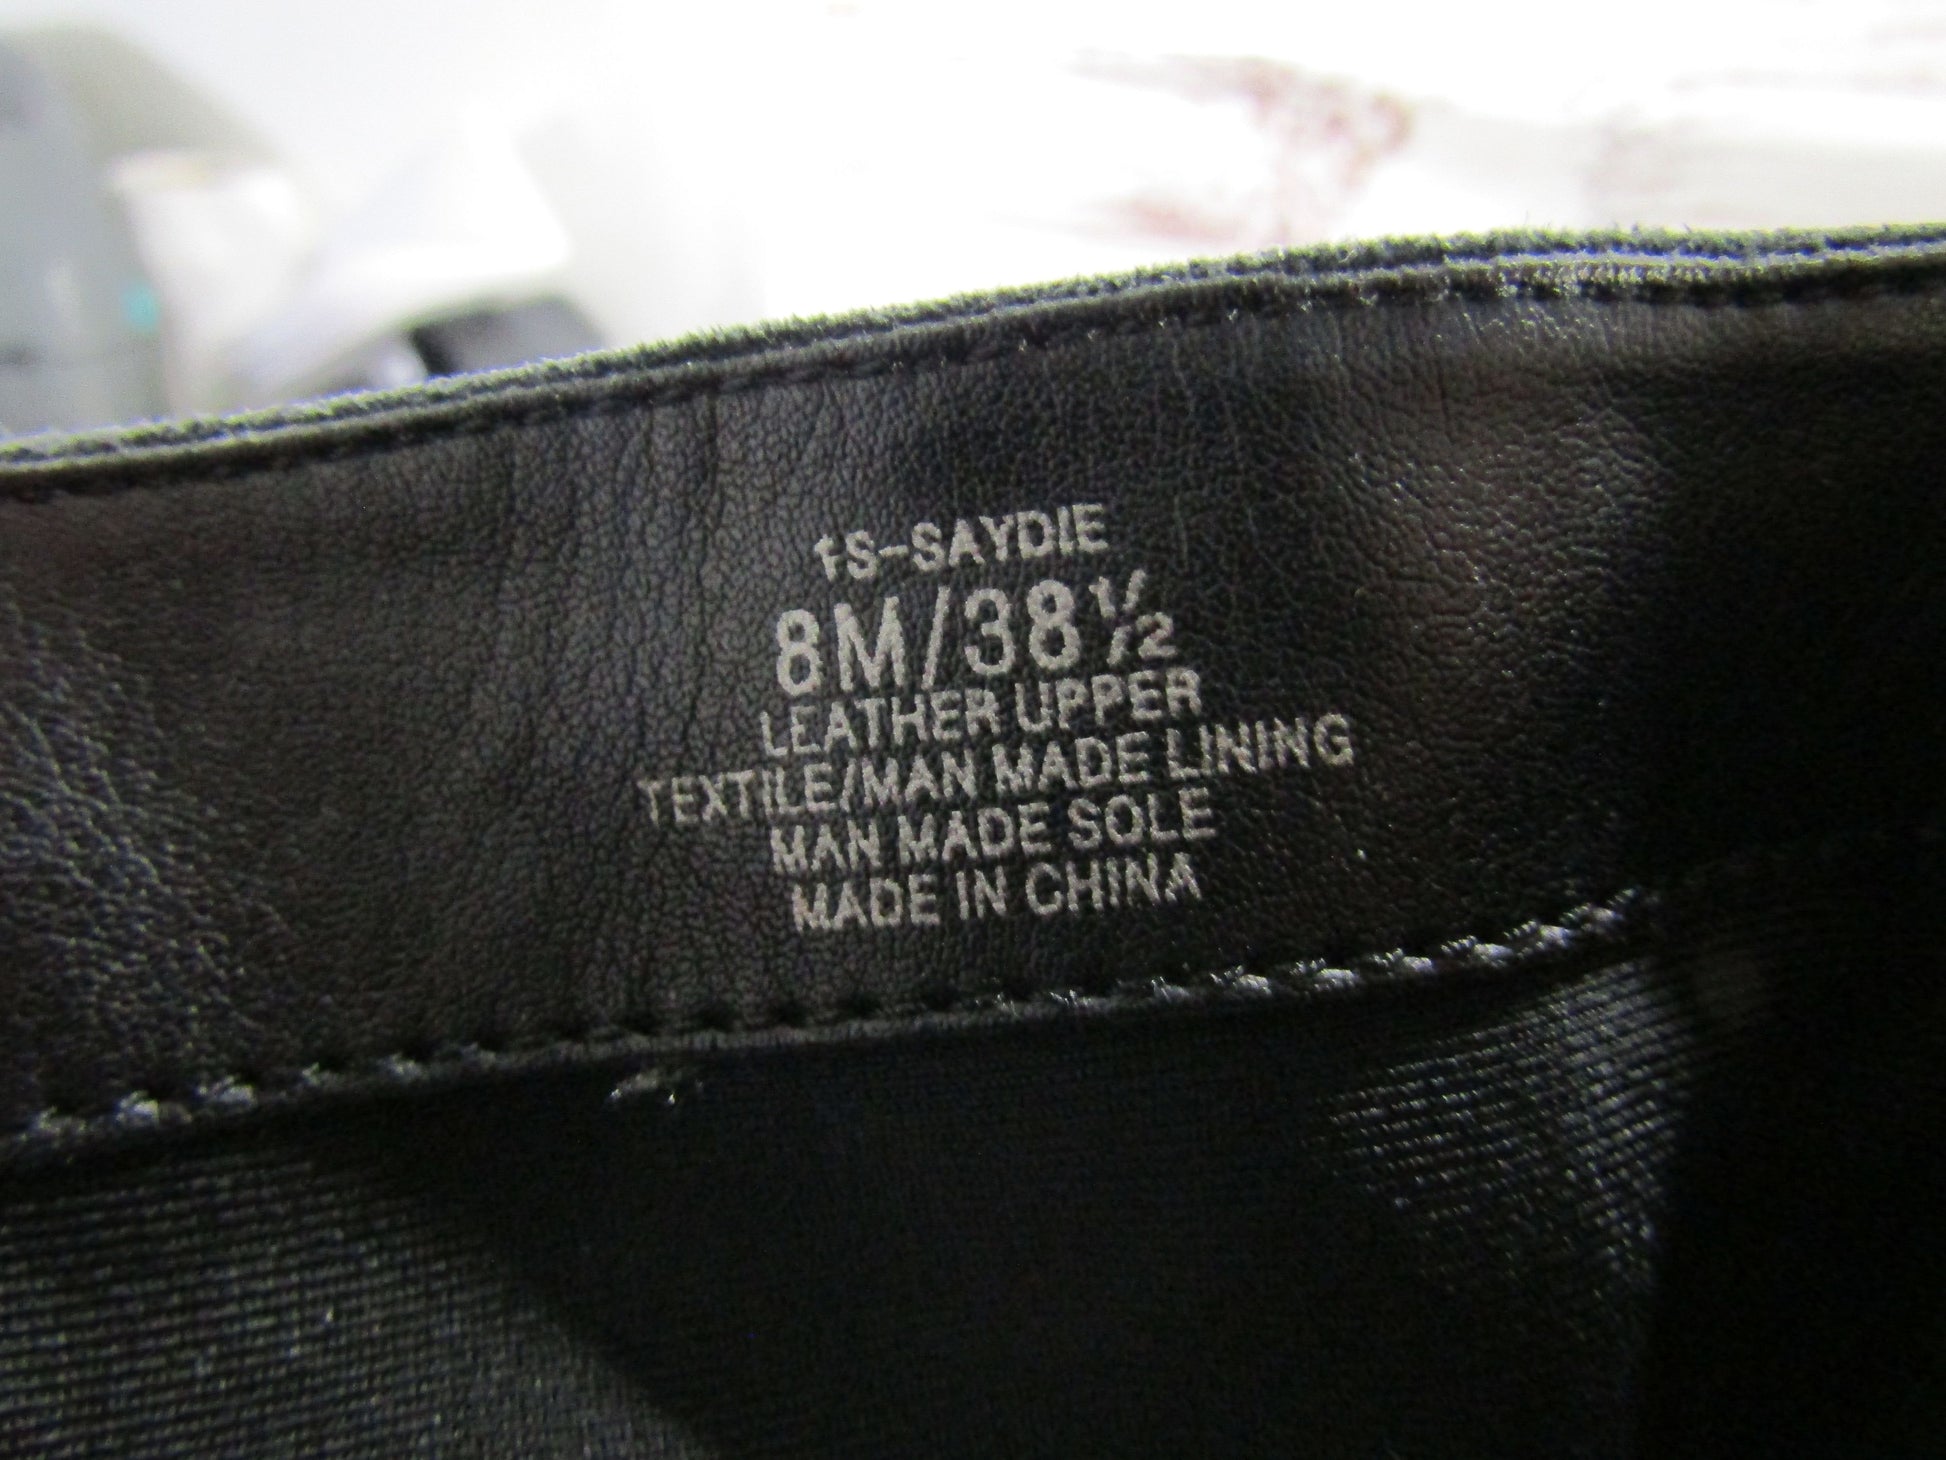 1S-SAYDIE
8M/38½
LEATHER UPPER
TEXTILE/MAN MADE LINING
MAN MADE SOLE
MADE IN CHINA